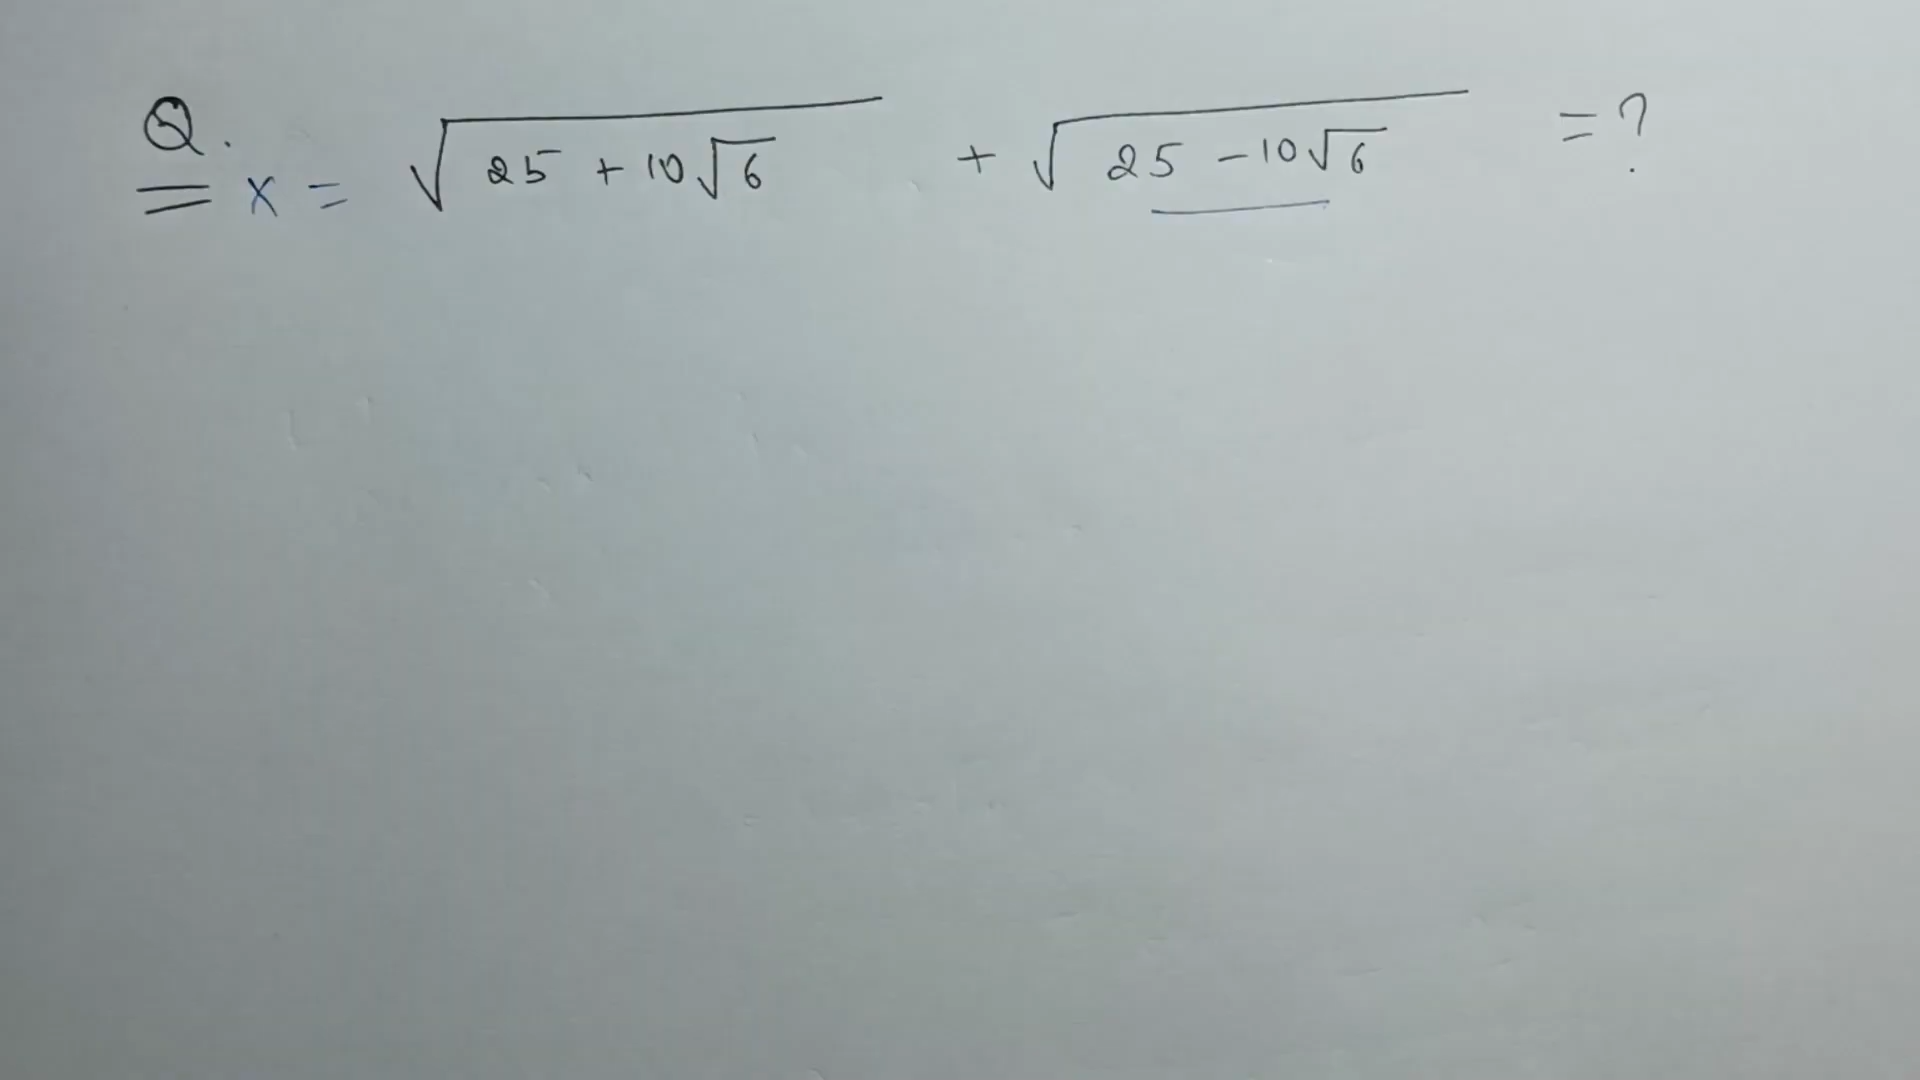 Q. x = √(25 + 10√6) + √(25 - 10√6) = ?